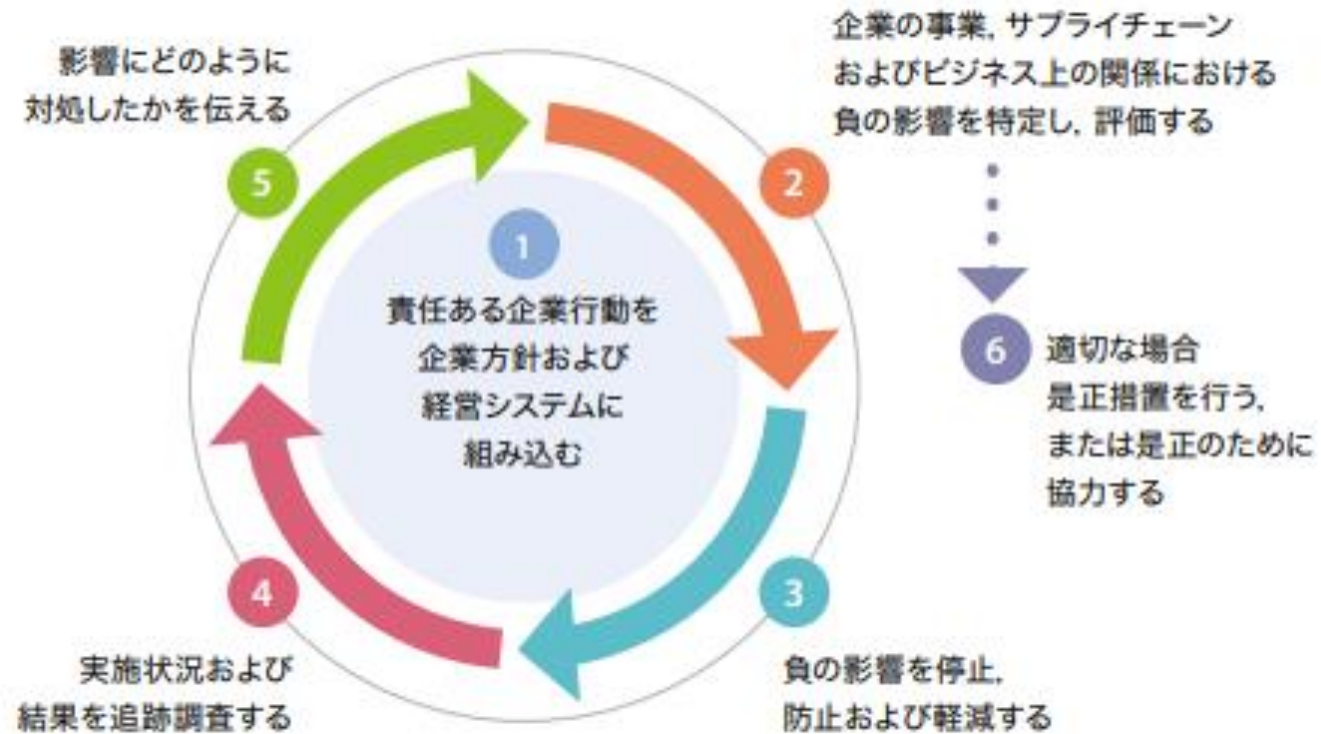 1
責任ある企業行動を
企業方針および
経営システムに
組み込む
2
企業の事業, サプライチェーン
およびビジネス上の関係における
負の影響を特定し, 評価する
3
負の影響を停止,
防止および軽減する
4
実施状況および
結果を追跡調査する
5
影響にどのように
対処したかを伝える
6
適切な場合
是正措置を行う,
または是正のために
協力する